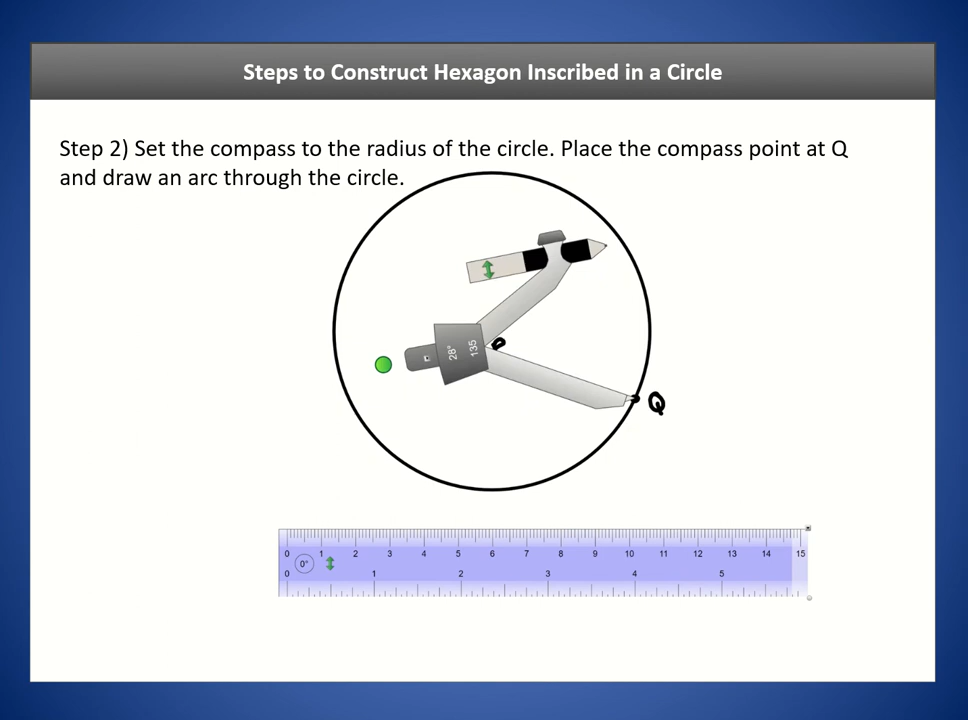 Steps to Construct Hexagon Inscribed in a Circle
Step 2) Set the compass to the radius of the circle. Place the compass point at Q
and draw an arc through the circle.
28°
135
Q
0 1 2 3 4 5 6 7 8 9 10 11 12 13 14 15
0°
0 1 2 3 4 5